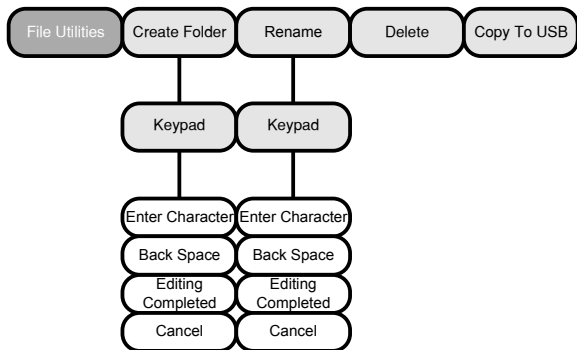 File Utilities
Create Folder
Rename
Delete
Copy To USB
Keypad
Keypad
Enter Character
Enter Character
Back Space
Back Space
Editing
Completed
Editing
Completed
Cancel
Cancel